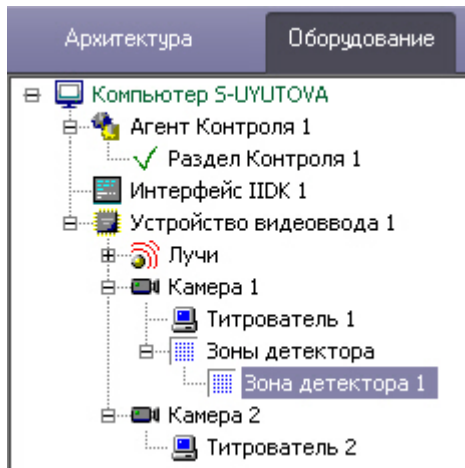 Архитектура Оборудование
Компьютер S-UYUTOVA
Агент Контроля 1
Раздел Контроля 1
Интерфейс IIDK 1
Устройство видеоввода 1
Лучи
Камера 1
Титрователь 1
Зоны детектора
Зона детектора 1
Камера 2
Титрователь 2